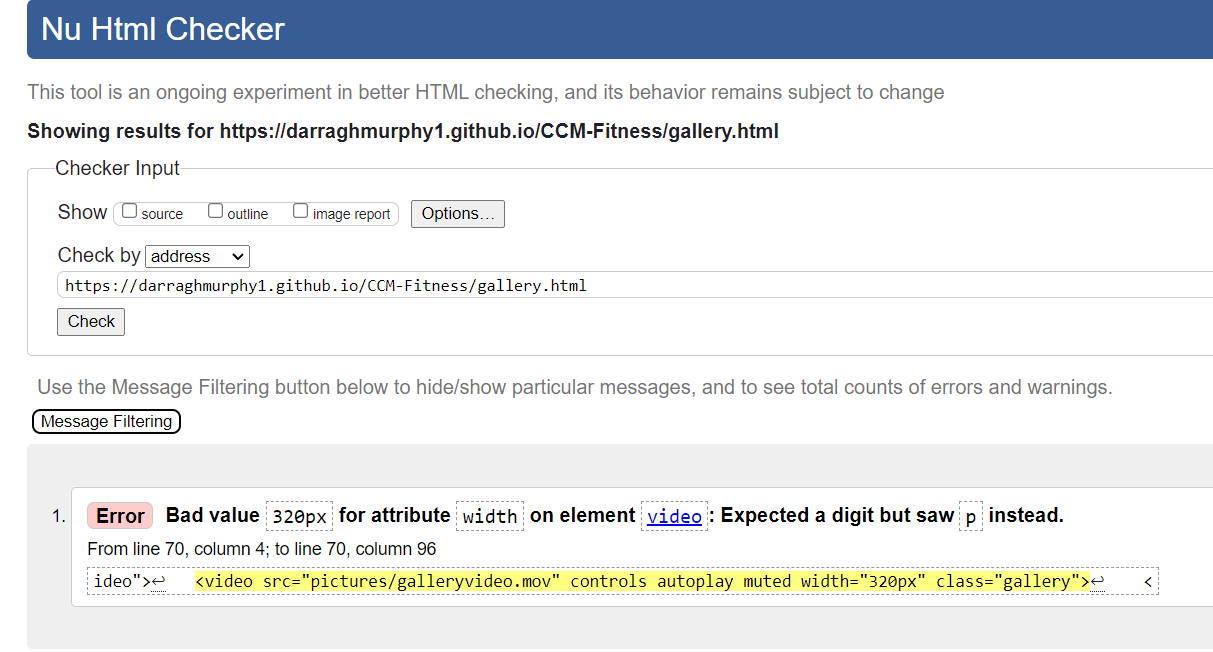 Nu Html Checker
This tool is an ongoing experiment in better HTML checking, and its behavior remains subject to change
Showing results for https://darraghmurphy1.github.io/CCM-Fitness/gallery.html
Checker Input
Show source outline image report Options...
Check by address
https://darraghmurphy1.github.io/CCM-Fitness/gallery.html
Check
Use the Message Filtering button below to hide/show particular messages, and to see total counts of errors and warnings.
Message Filtering
1. Error Bad value 320px for attribute width on element video: Expected a digit but saw p instead.
From line 70, column 4; to line 70, column 96
ideo">↩ <video src="pictures/galleryvideo.mov" controls autoplay muted width="320px" class="gallery">↩ <